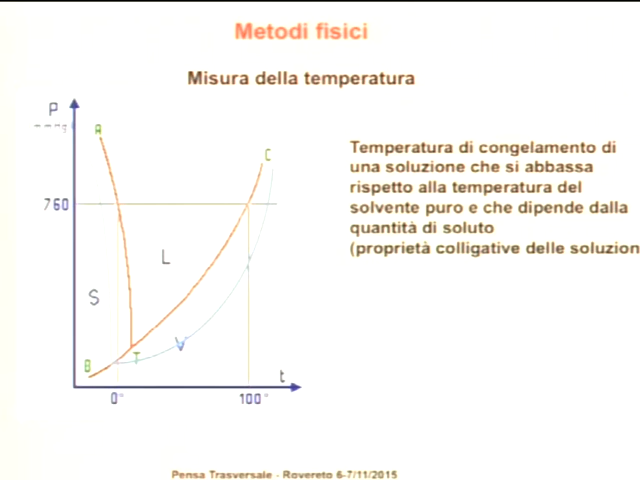 Metodi fisici
Misura della temperatura
P
A
C
760
L
S
B
T
V
t
0°
100°
Temperatura di congelamento di
una soluzione che si abbassa
rispetto alla temperatura del
solvente puro e che dipende dalla
quantità di soluto
(proprietà colligative delle soluzion
Pensa Trasversale - Rovereto 6-7/11/2015